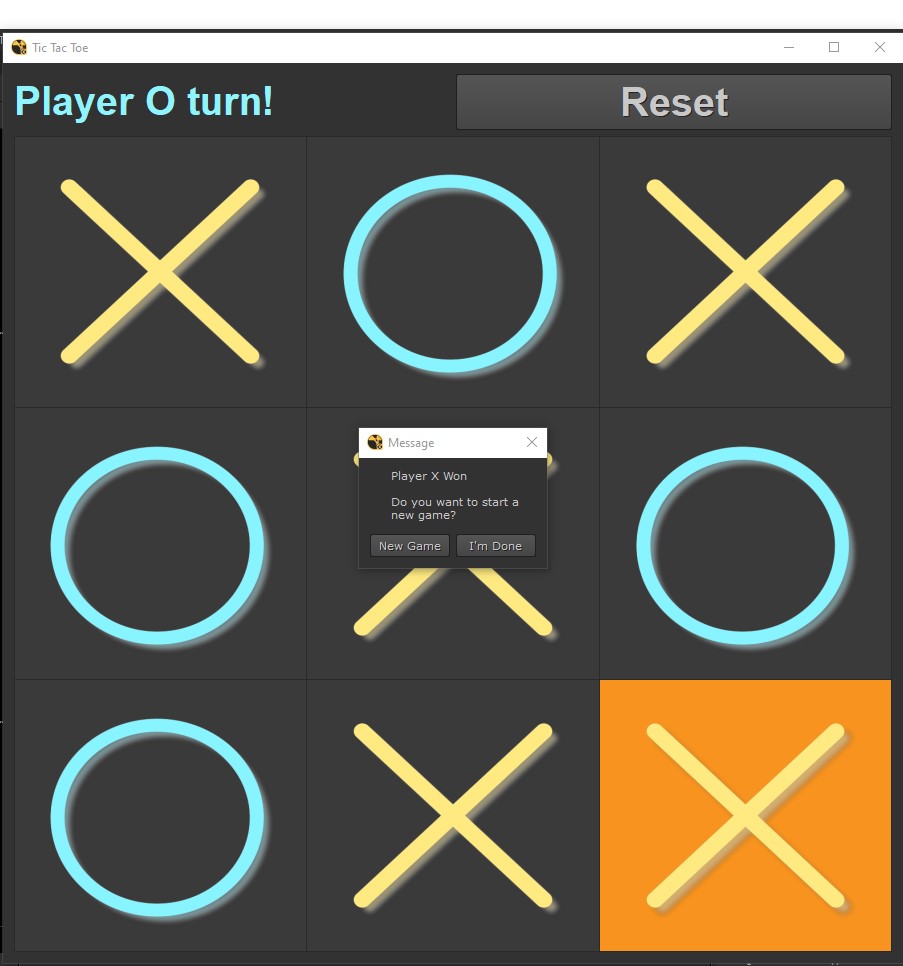 Tic Tac Toe
Player O turn!
Reset
Message
Player X Won
Do you want to start a
new game?
New Game
I'm Done